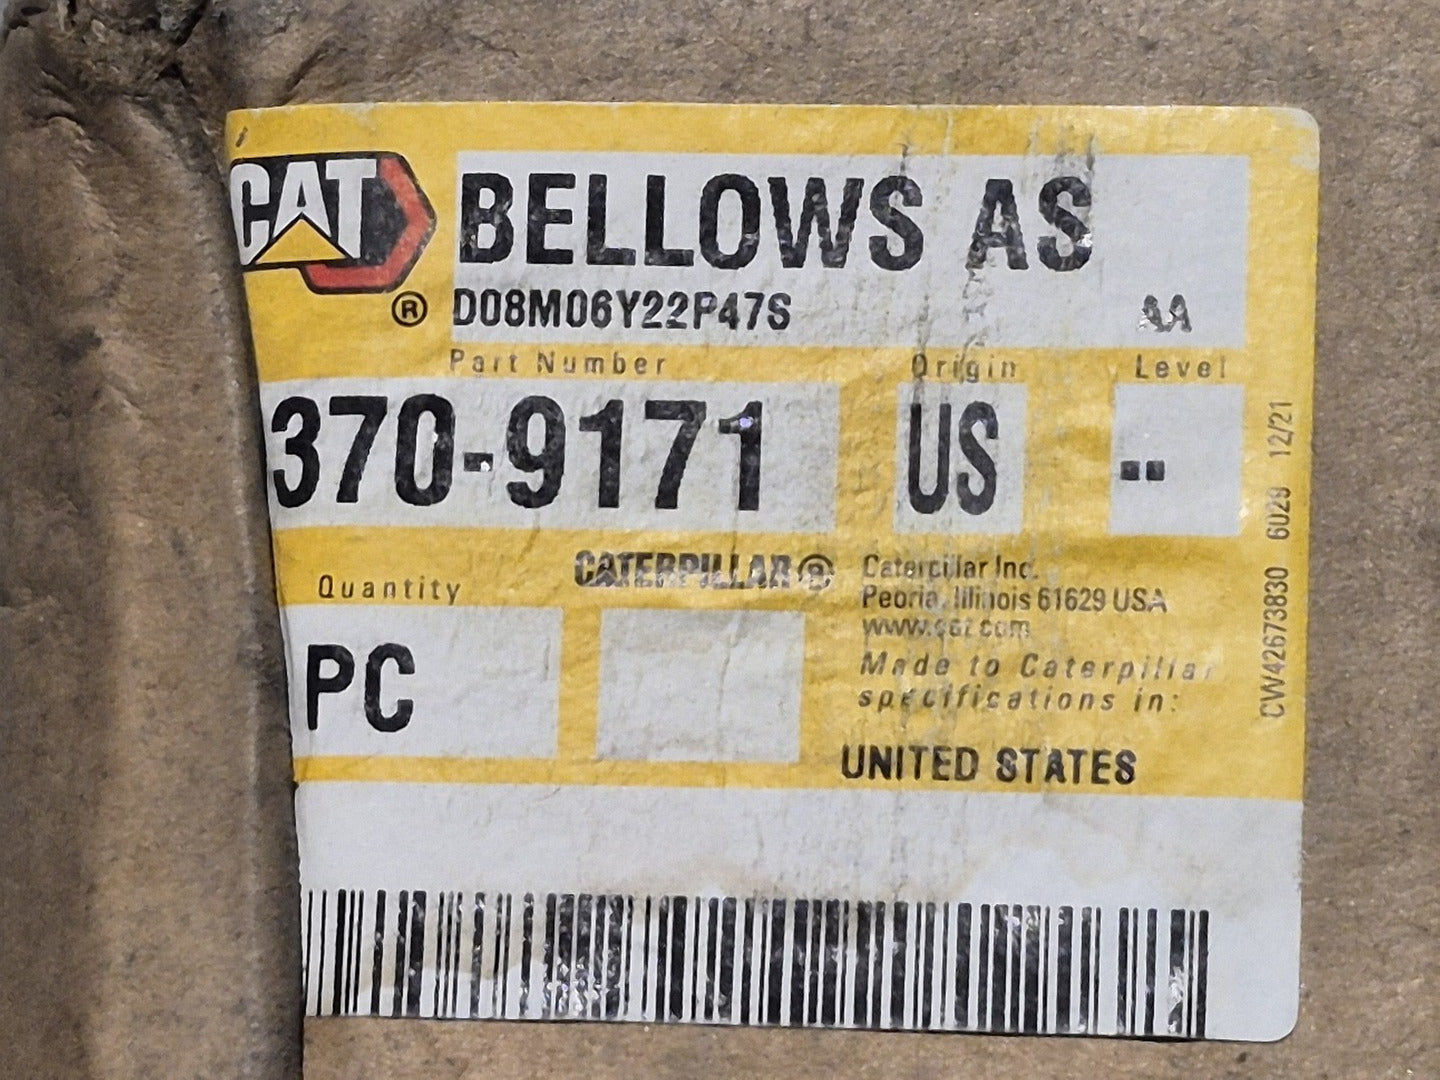 CAT
BELLOWS AS
® D08M06Y22P47S AA
Part Number Origin Level
370-9171 US --
Quantity
PC
CATERPILLAR®
Caterpillar Inc.
Peoria, Illinois 61629 USA
www.cat.com
Made to Caterpillar
specifications in:
UNITED STATES
CW42673830 6029 12/21